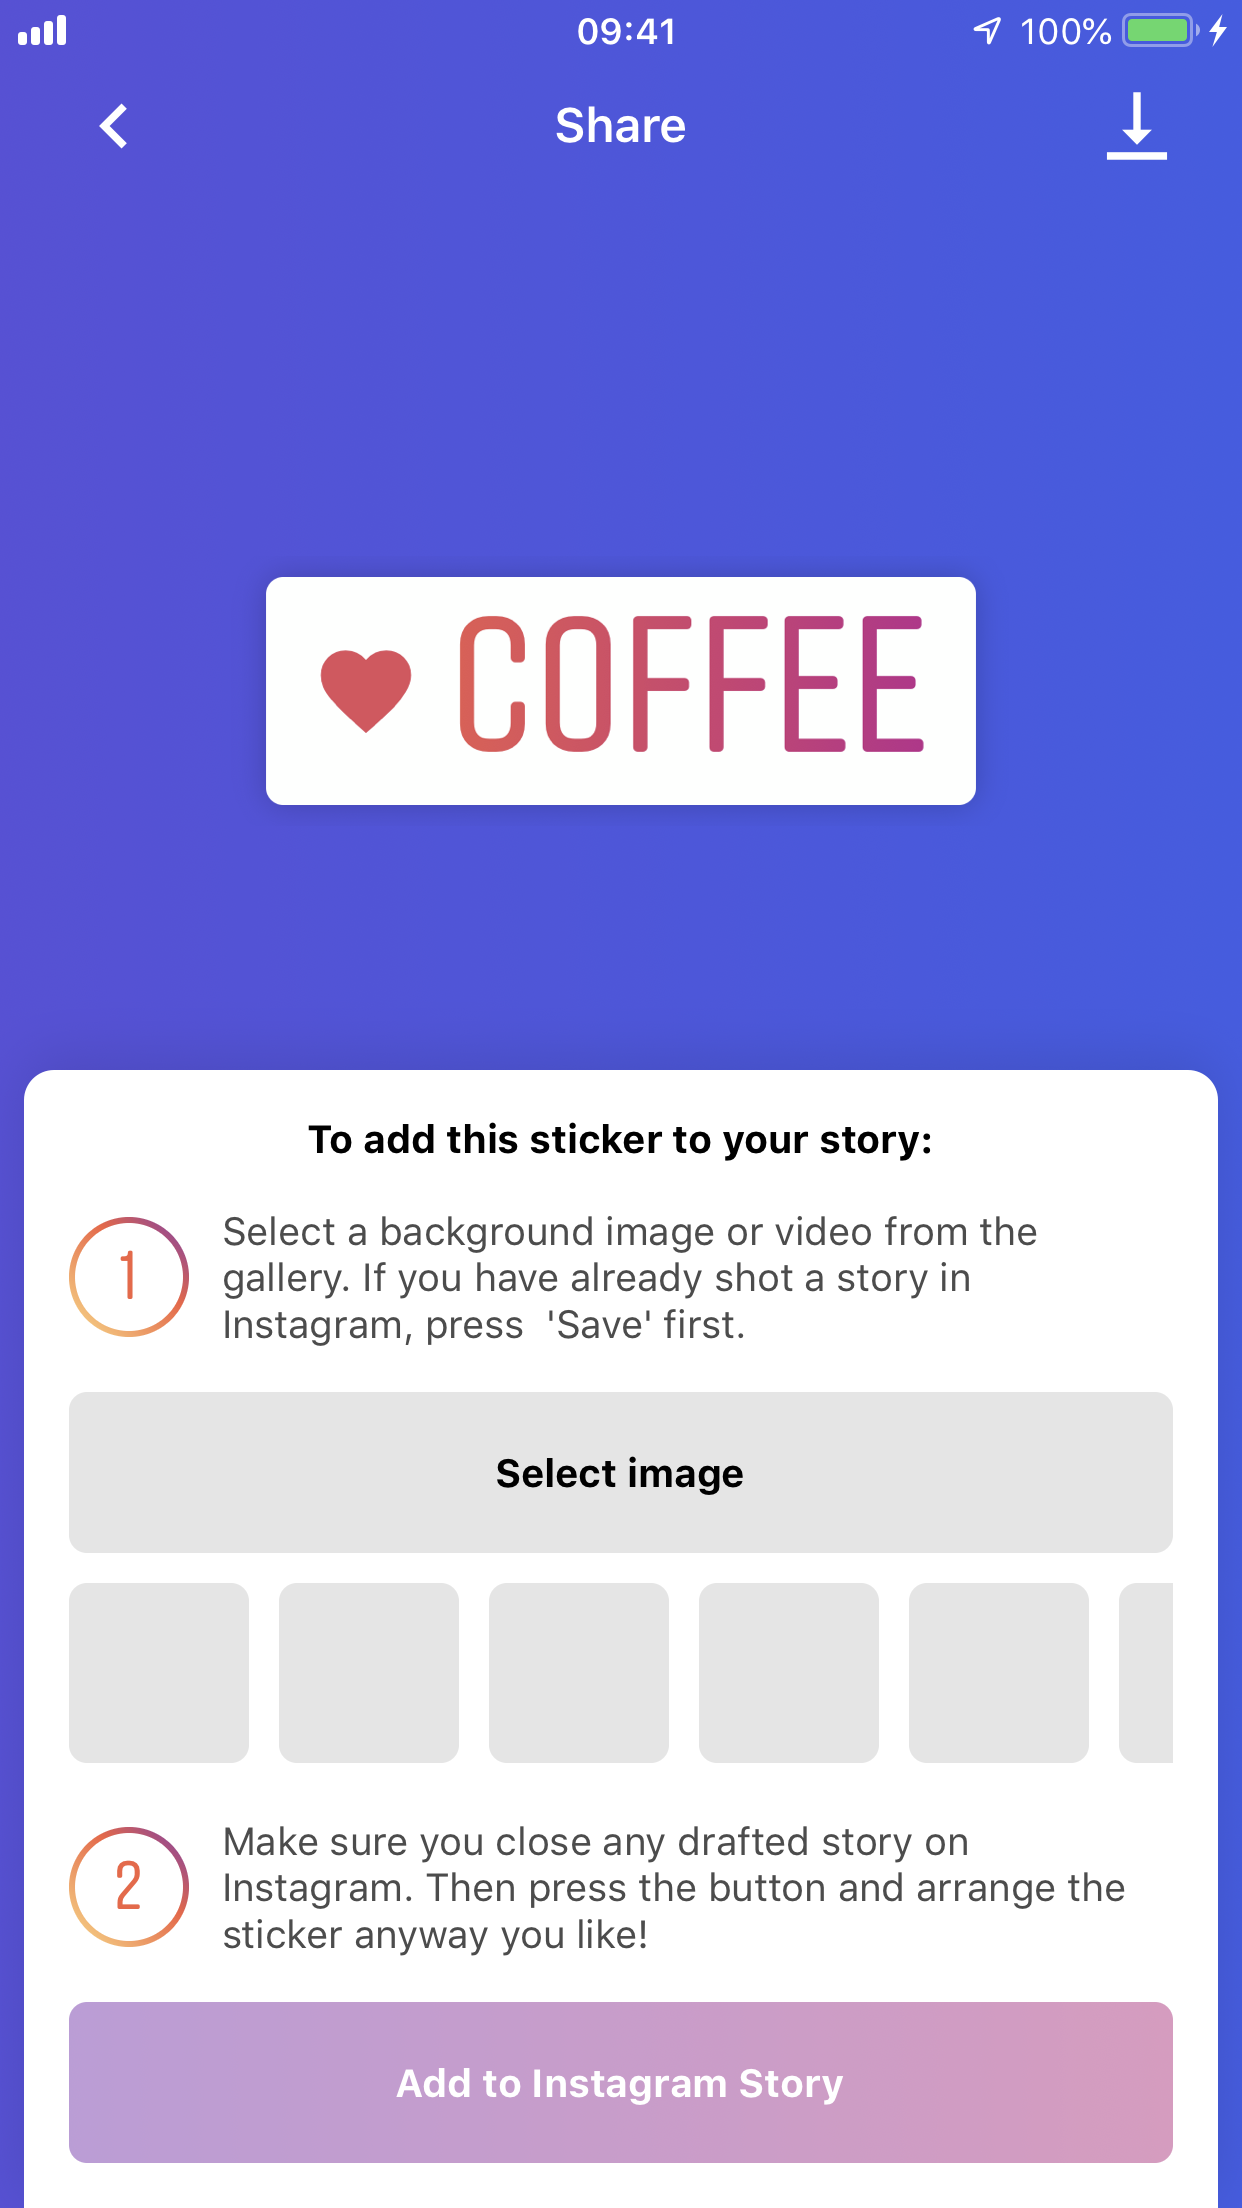 09:41
100%
Share
COFFEE
To add this sticker to your story:
1
Select a background image or video from the
gallery. If you have already shot a story in
Instagram, press  'Save' first.
Select image
2
Make sure you close any drafted story on
Instagram. Then press the button and arrange the
sticker anyway you like!
Add to Instagram Story